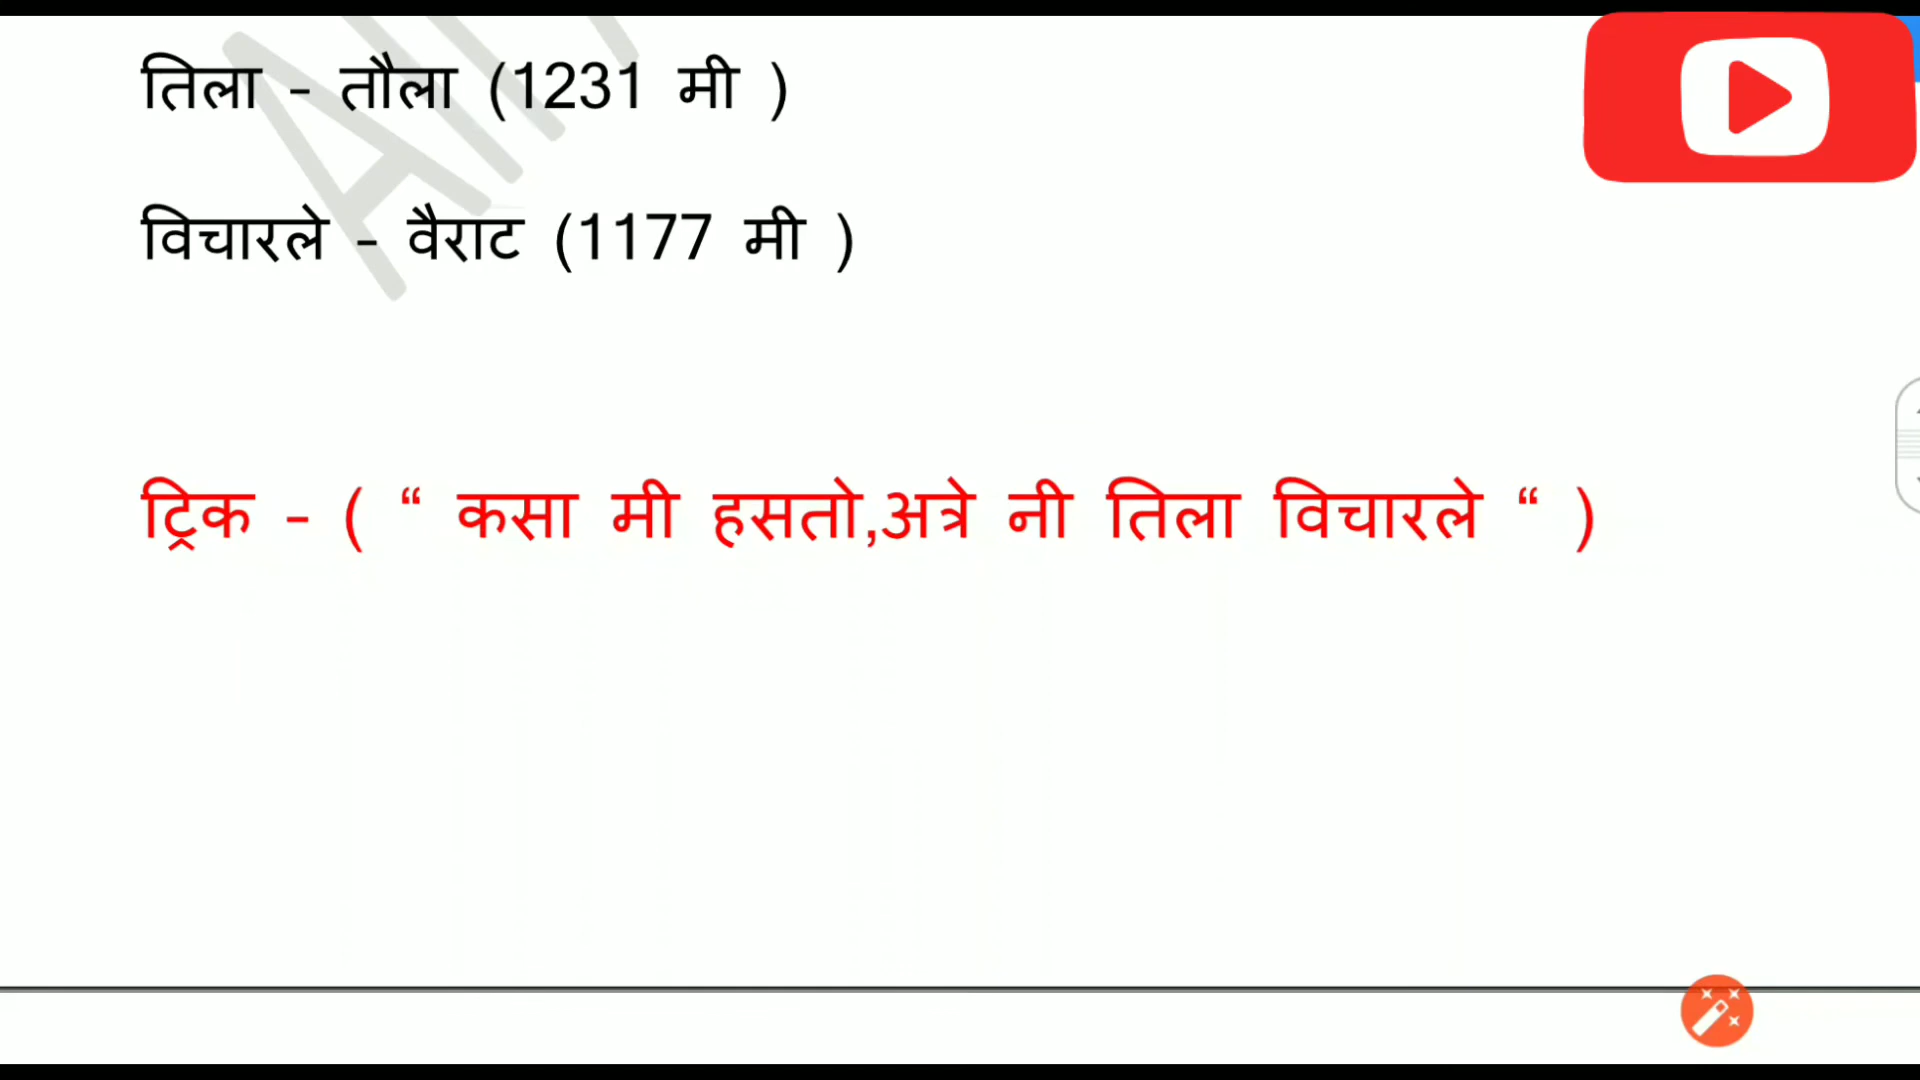 तिला - तौला (1231 मी )
विचारले - वैराट (1177 मी )
ट्रिक - ( “ कसा मी हसतो,अत्रे नी तिला विचारले “ )